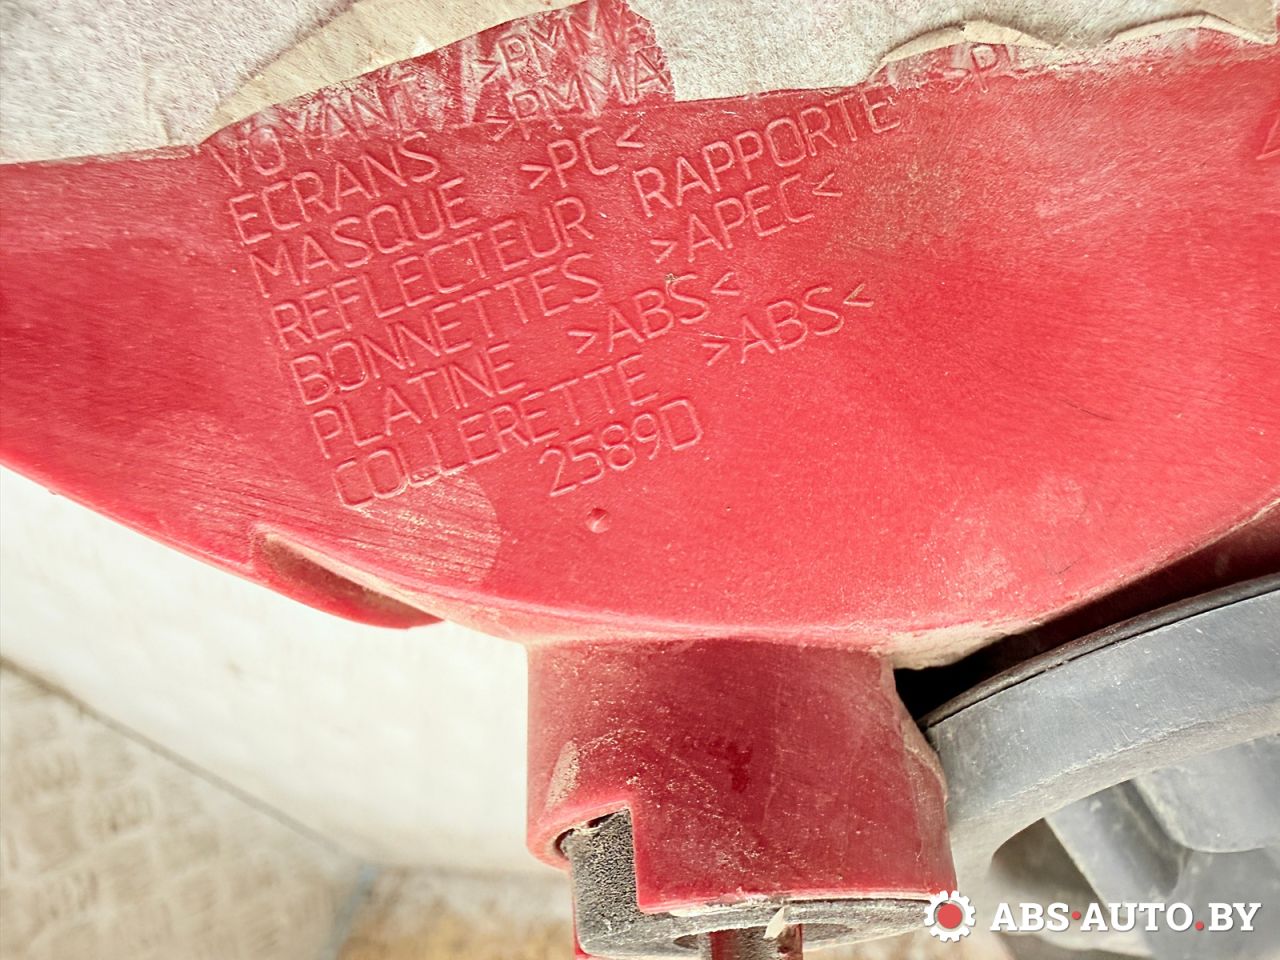 VOYANT >PMMA
ECRANS >PMMA
MASQUE >PC<
REFLECTEUR RAPPORTE >P
BONNETTES >APEC<
PLATINE >ABS<
COLLERETTE >ABS<
2589D
ABS·AUTO.BY